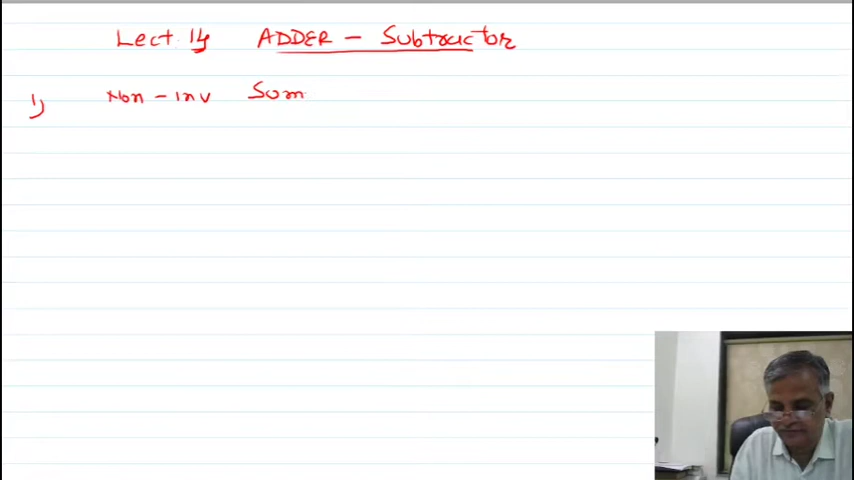 Lect 14 ADDER - Subtractor
1) Non-inv Sum